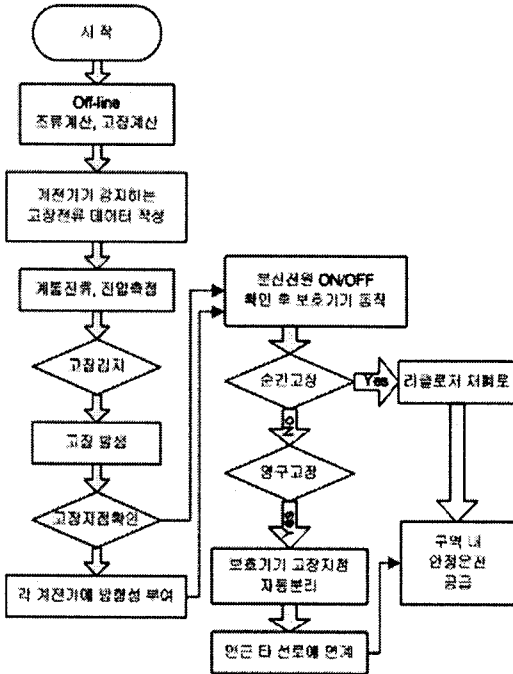 시 작
Off-line
조류계산, 고장계산
계전기가 감지하는
고장전류 데이터 작성
계통전류, 전압측정
고장감지
고장 발생
고장지점확인
각 계전기에 방향성 부여
분산전원 ON/OFF
확인 후 보호기기 동작
순간고장
Yes
리클로저 재폐로
NO
영구고장
Yes
보호기기 고장지점
자동분리
인근 타 선로에 연계
구역 내
안정운전
공급